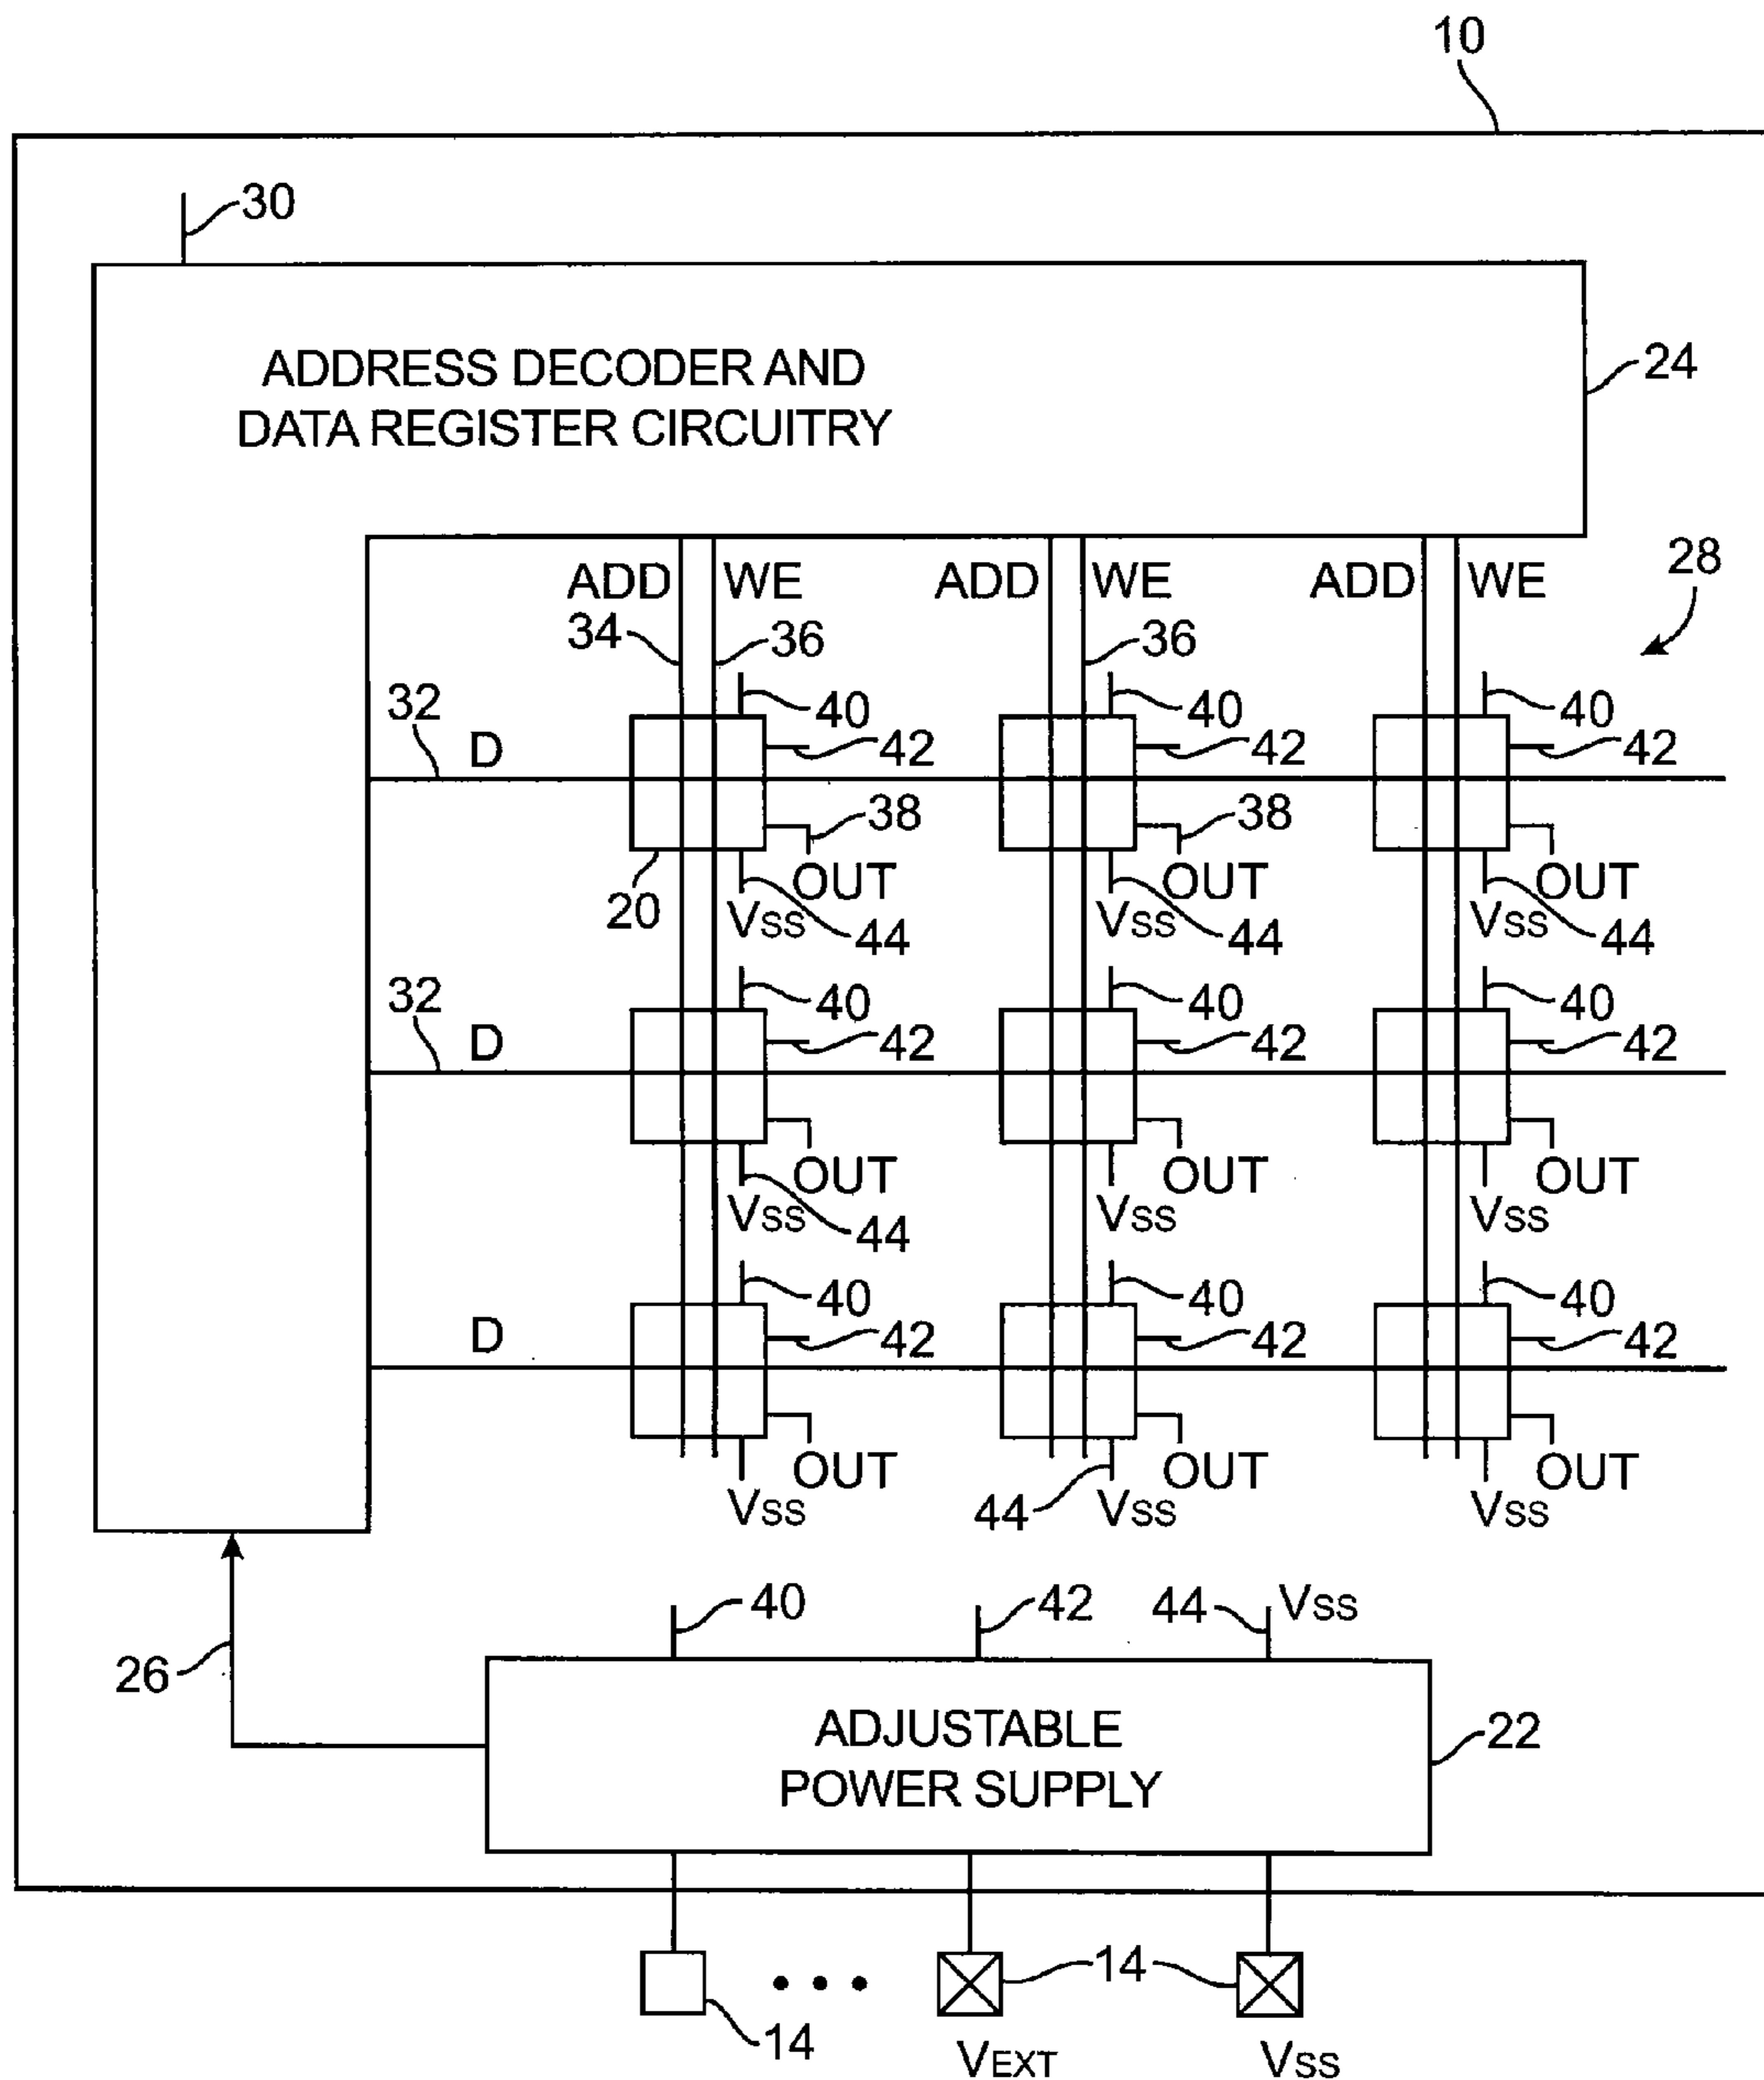 10
30
ADDRESS DECODER AND
DATA REGISTER CIRCUITRY
24
28
ADD WE ADD WE ADD WE
34 36 36
32 D 40 42 40 42 40 42
38 38
20 OUT OUT OUT
VSS 44 VSS 44 VSS 44
32 D 40 42 40 42 40 42
OUT OUT OUT
VSS 44 VSS VSS
D 40 42 40 42 40 42
OUT OUT OUT
VSS 44 VSS VSS
26 40 42 44 VSS
ADJUSTABLE
POWER SUPPLY
22
14 14
VEXT VSS